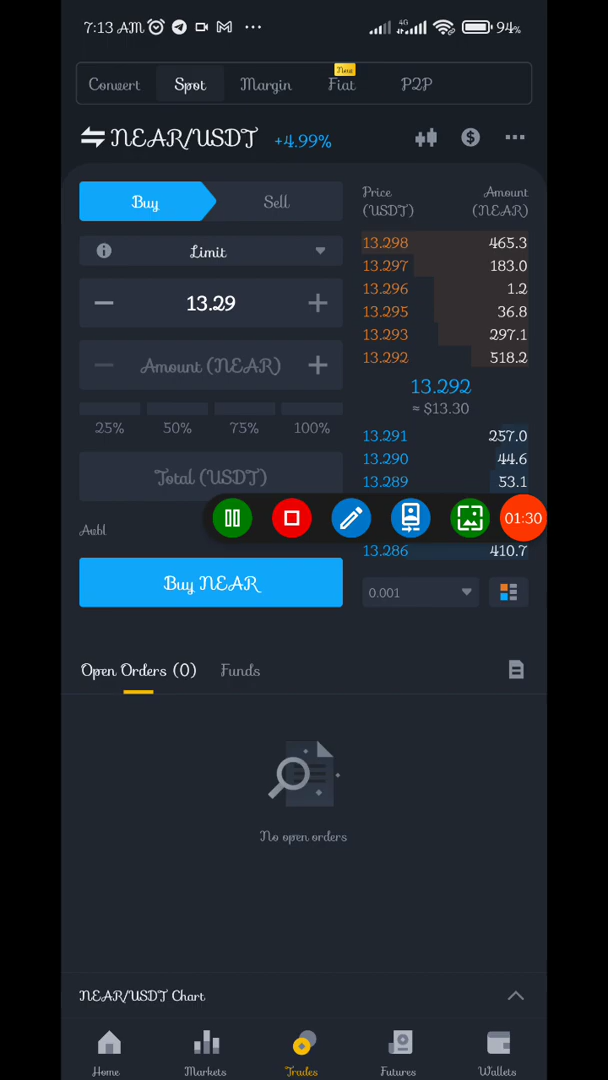 7:13 AM
4G
94%
Convert Spot Margin Fiat P2P
New
NEAR/USDT +4.99%
Buy Sell
Limit
13.29
Amount (NEAR)
25% 50% 75% 100%
Total (USDT)
Avbl
Buy NEAR
Price (USDT) Amount (NEAR)
13.298 465.3
13.297 183.0
13.296 1.2
13.295 36.8
13.293 297.1
13.292 518.2
13.292
≈ $13.30
13.291 257.0
13.290 44.6
13.289 53.1
01:30
13.286 410.7
0.001
Open Orders (0) Funds
No open orders
NEAR/USDT Chart
Home Markets Trades Futures Wallets